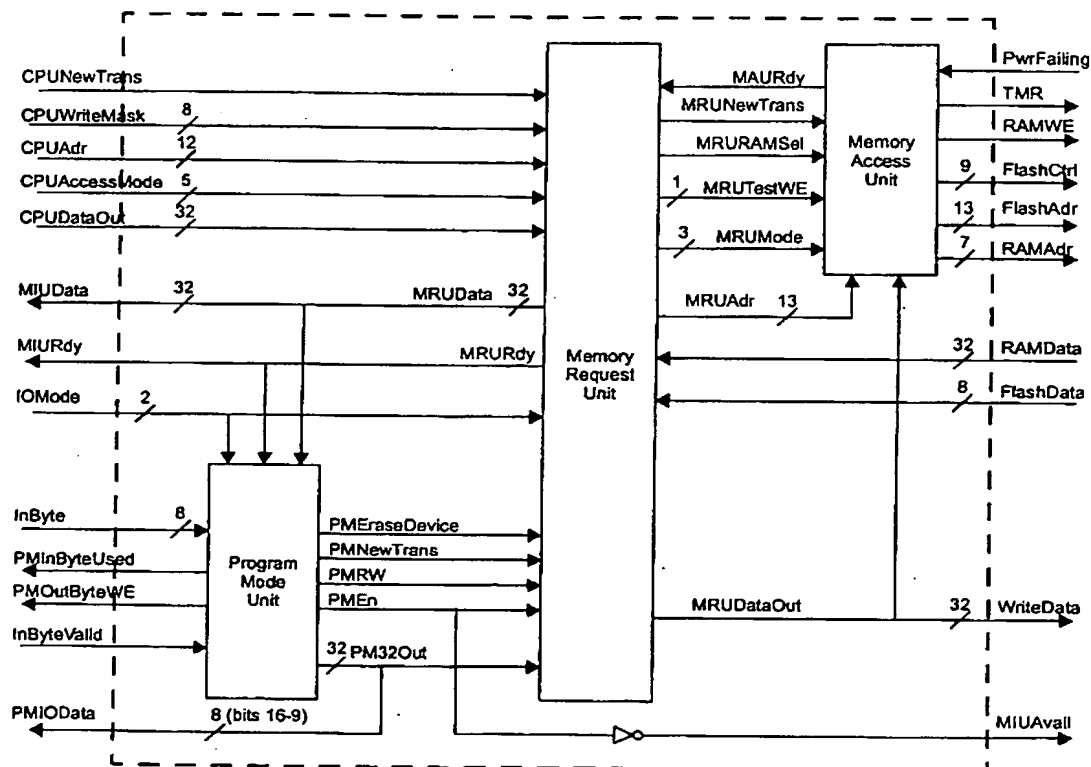 CPUNewTrans
CPUWriteMask 8
CPUAdr 12
CPUAccessMode 5
CPUDataOut 32
MIUData 32
MRUData 32
MIURdy
MRURdy
IOMode 2
InByte 8
PMInByteUsed
PMOutByteWE
InByteValid
PMIOData
8 (bits 16-9)
Program
Mode
Unit
PMEraseDevice
PMNewTrans
PMRW
PMEn
32 PM32Out
Memory
Request
Unit
MAURdy
MRUNewTrans
MRURAMSel
1 MRUTestWE
3 MRUMode
MRUAdr 13
Memory
Access
Unit
PwrFailing
TMR
RAMWE
9 FlashCtrl
13 FlashAdr
7 RAMAdr
32 RAMData
8 FlashData
MRUDataOut
32 WriteData
MIUAvail